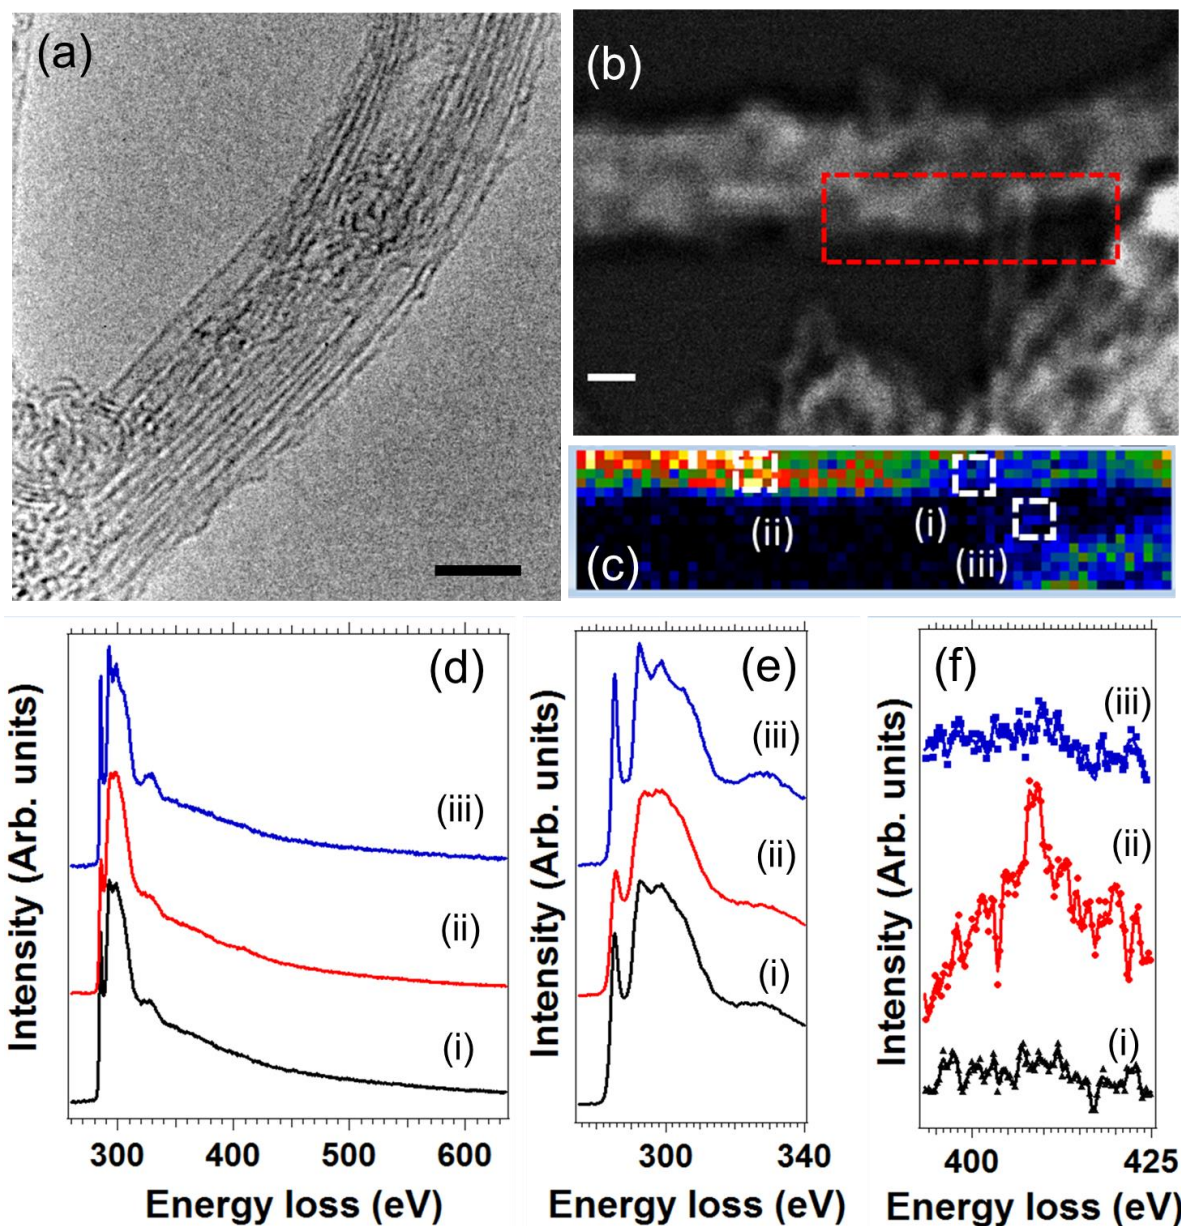 (a)
(b)
(ii)
(i)
(c)
(iii)
Intensity (Arb. units)
(d)
(iii)
(ii)
(i)
300 400 500 600
Energy loss (eV)
Intensity (Arb. units)
(e)
(iii)
(ii)
(i)
300 340
Energy loss (eV)
Intensity (Arb. units)
(f)
(iii)
(ii)
(i)
400 425
Energy loss (eV)